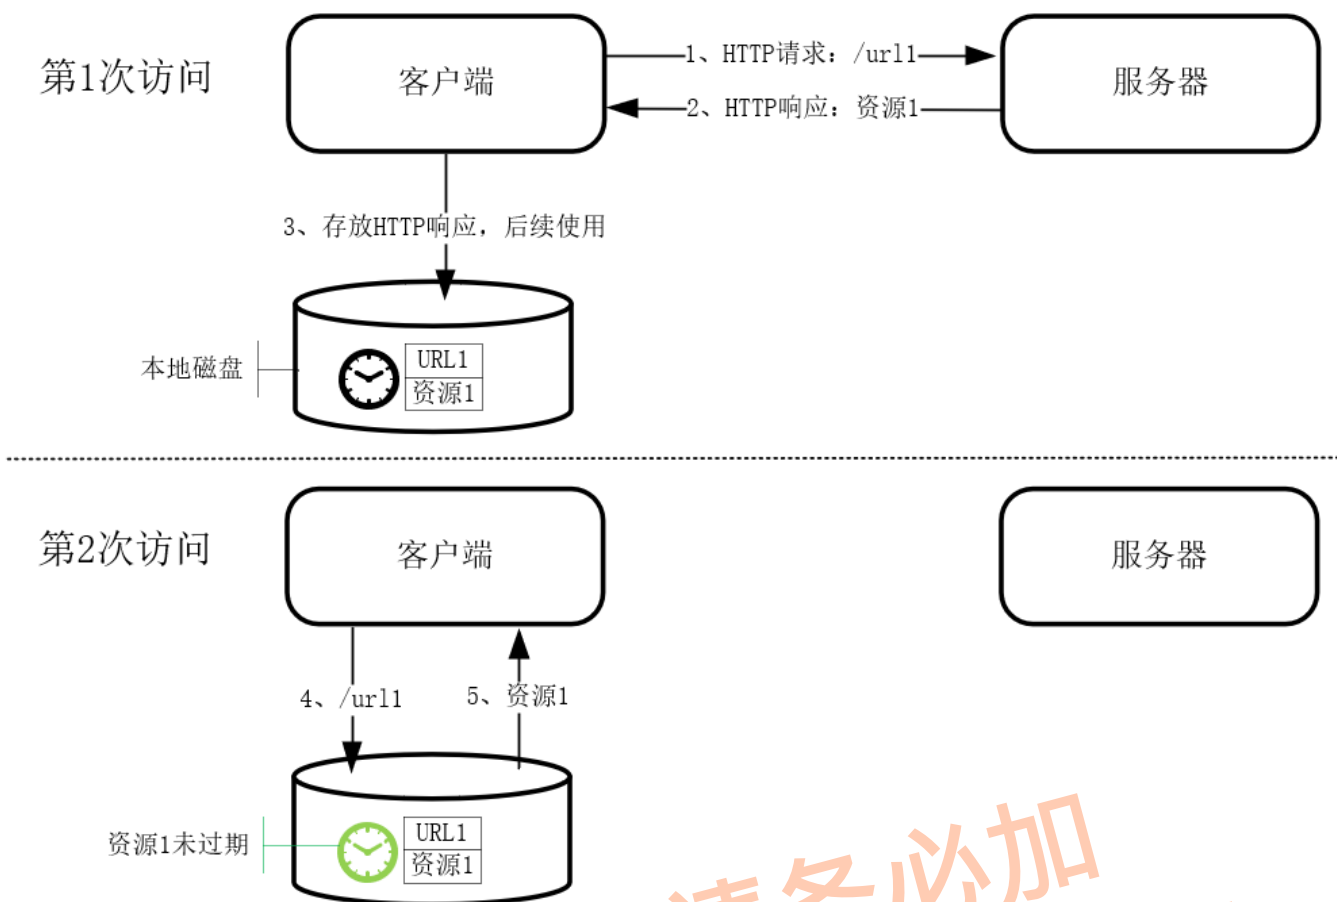 第1次访问
客户端
1、HTTP请求：/url1
2、HTTP响应：资源1
服务器
3、存放HTTP响应，后续使用
本地磁盘
URL1
资源1
第2次访问
客户端
服务器
4、/url1
5、资源1
资源1未过期
URL1
资源1
务必加